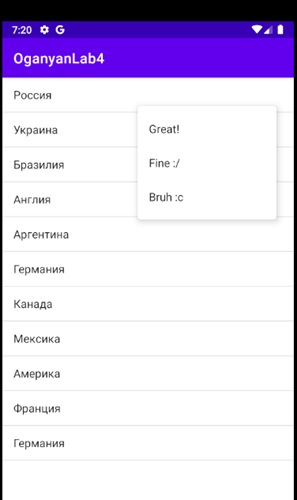 7:20
OganyanLab4
Россия
Украина
Great!
Бразилия
Fine :/
Англия
Bruh :c
Аргентина
Германия
Канада
Мексика
Америка
Франция
Германия